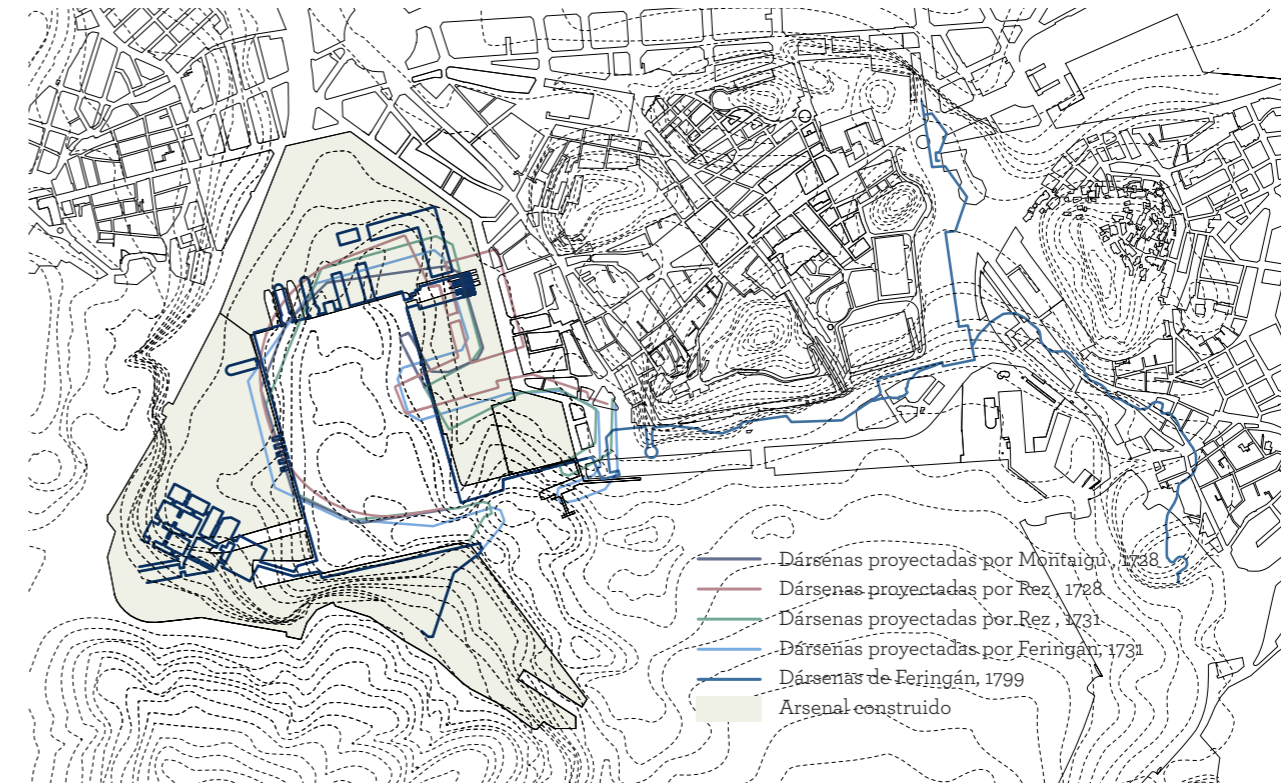 Dársenas proyectadas por Montaigú , 1728
Dársenas proyectadas por Rez , 1728
Dársenas proyectadas por Rez , 1731
Dársenas proyectadas por Feringán, 1731
Dársenas de Feringán, 1799
Arsenal construido